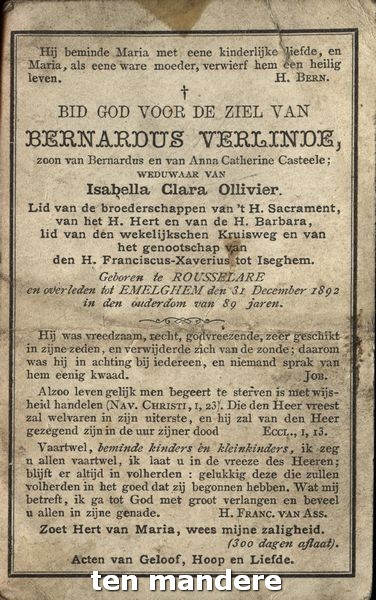 Hij beminde Maria met eene kinderlijke liefde, en
Maria, als eene ware moeder, verwierf hem een heilig
leven. H. BERN.
†
BID GOD VOOR DE ZIEL VAN
BERNARDUS VERLINDE,
zoon van Bernardus en van Anna Catherine Casteele;
WEDUWAAR VAN
Isabella Clara Ollivier.
Lid van de broederschappen van 't H. Sacrament,
van het H. Hert en van de H. Barbara,
lid van den wekelijkschen Kruisweg en van
het genootschap van
den H. Franciscus-Xaverius tot Iseghem.
Geboren te ROUSSELARE
en overleden tot EMELGHEM den 31 December 1892
in den ouderdom van 89 jaren.
Hij was vreedzaam, recht, godvreezende, zeer geschikt
in zijne zeden, en verwijderde zich van de zonde; daarom
was hij in achting bij iedereen, en niemand sprak van
hem eenig kwaad. JOB.
Alzoo leven gelijk men begeert te sterven is met wijs-
heid handelen (NAV. CHRISTI, I, 23). Die den Heer vreest
zal welvaren in zijn uiterste, en hij zal van den Heer
gezegend zijn in de uur zijner dood ECCL., I, 13.
Vaartwel, beminde kinders èn kleinkinders, ik zeg
u allen vaartwel, ik laat u in de vreeze des Heeren;
blijft er altijd in volherden : gelukkig deze die zullen
volherden in het goed dat zij begonnen hebben. Wat mij
betreft, ik ga tot God met groot verlangen en beveel
u allen in zijne genade. H. FRANC. VAN ASS.
Zoet Hert van Maria, wees mijne zaligheid.
(300 dagen aflaat).
Acten van Geloof, Hoop en Liefde.
ten mandere